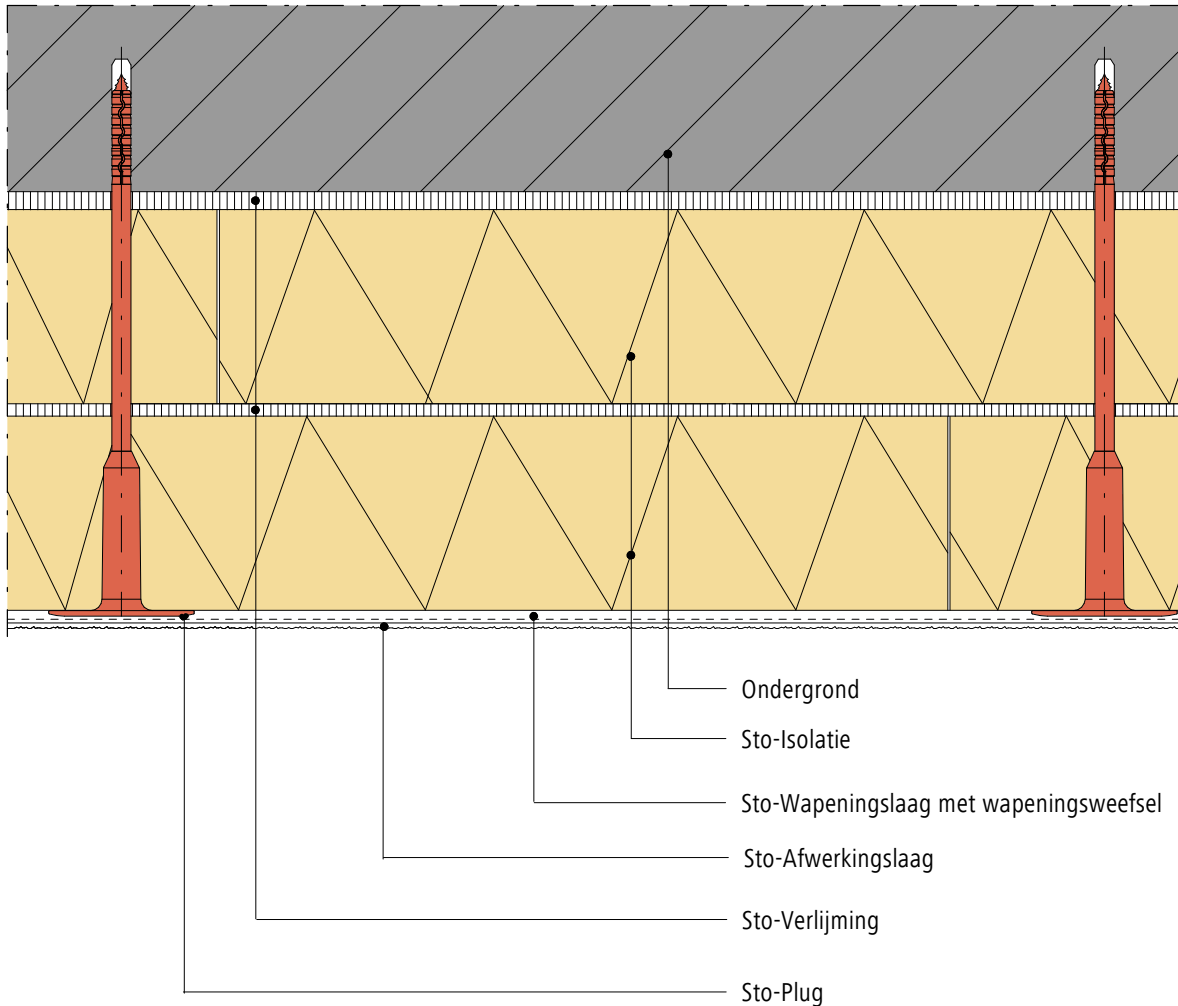 Ondergrond
Sto-Isolatie
Sto-Wapeningslaag met wapeningsweefsel
Sto-Afwerkingslaag
Sto-Verlijming
Sto-Plug